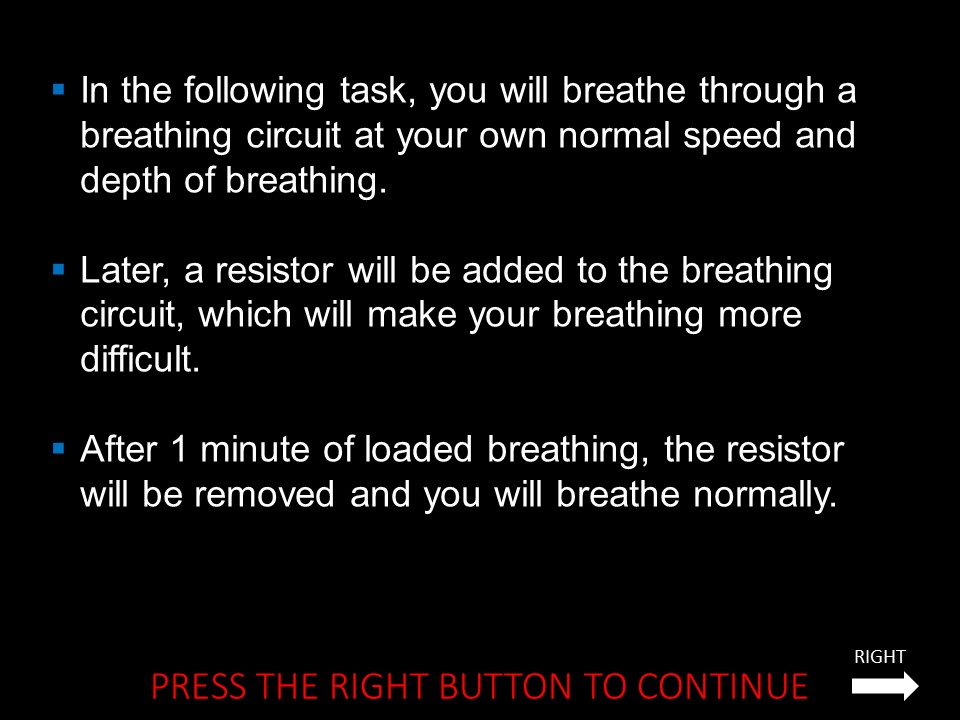 ▪ In the following task, you will breathe through a
breathing circuit at your own normal speed and
depth of breathing.
▪ Later, a resistor will be added to the breathing
circuit, which will make your breathing more
difficult.
▪ After 1 minute of loaded breathing, the resistor
will be removed and you will breathe normally.
RIGHT
PRESS THE RIGHT BUTTON TO CONTINUE